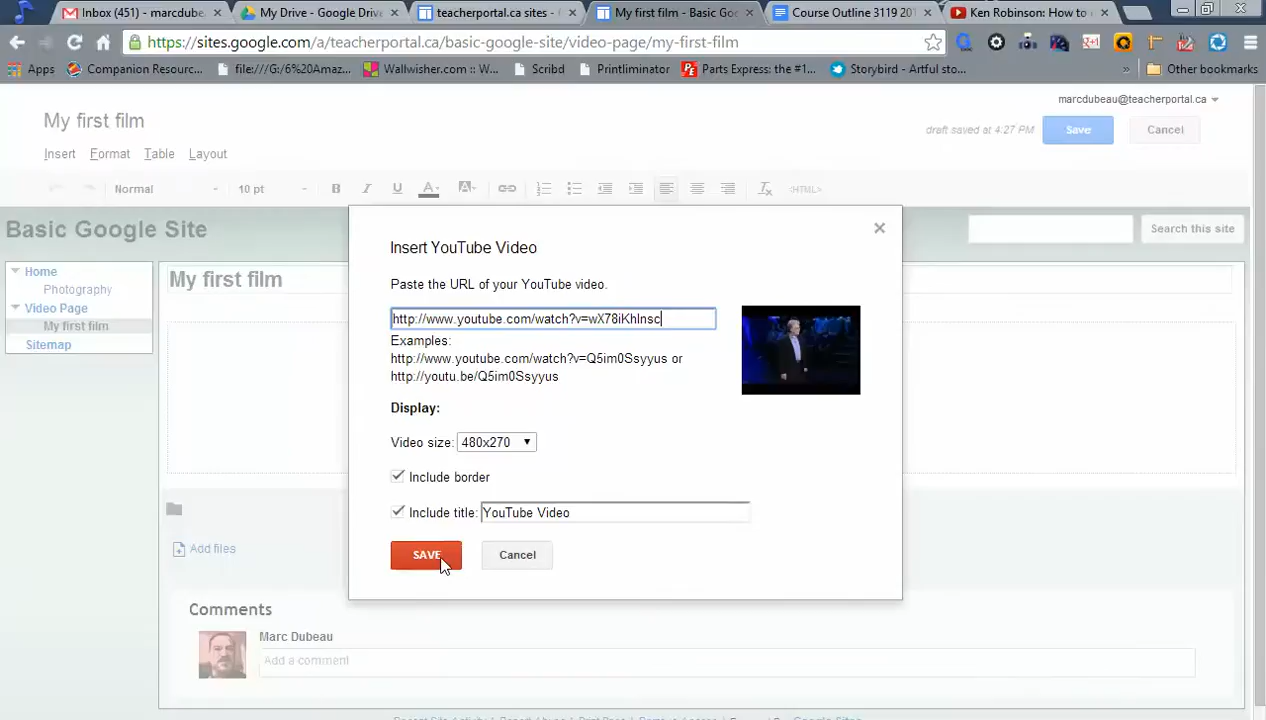 Inbox (451) - marcdube
My Drive - Google Driv
teacherportal.ca sites -
My first film - Basic Go
Course Outline 3119 201
Ken Robinson: How to
https://sites.google.com/a/teacherportal.ca/basic-google-site/video-page/my-first-film
Apps Companion Resourc... file:///G:/6%20Amaz... Wallwisher.com :: W... Scribd Printliminator Parts Express: the #1... Storybird - Artful sto... » Other bookmarks
marcdubeau@teacherportal.ca
My first film
draft saved at 4:27 PM Save Cancel
Insert Format Table Layout
Normal 10 pt B I U A A <HTML>
Basic Google Site
Search this site
Home
Photography
Video Page
My first film
Sitemap
My first film
Insert YouTube Video
Paste the URL of your YouTube video.
http://www.youtube.com/watch?v=wX78iKhInsc
Examples:
http://www.youtube.com/watch?v=Q5im0Ssyyus or
http://youtu.be/Q5im0Ssyyus
Display:
Video size: 480x270
Include border
Include title: YouTube Video
SAVE Cancel
Add files
Comments
Marc Dubeau
Add a comment